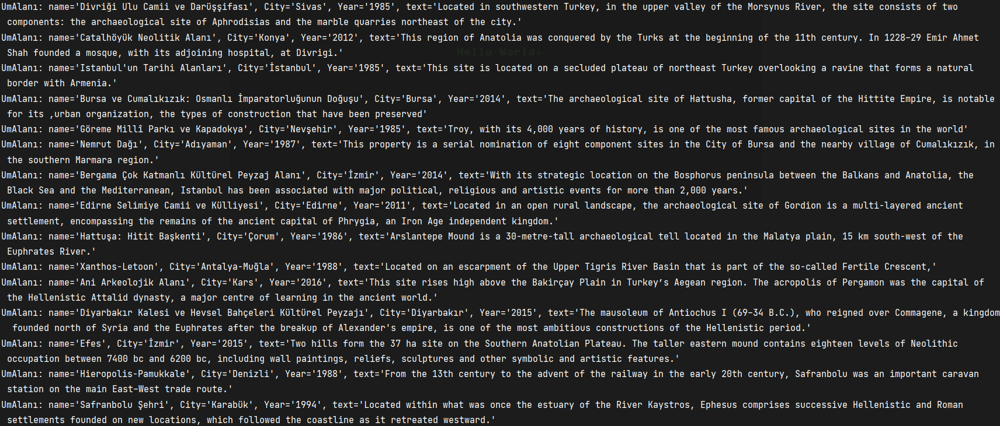 UmAlanı: name='Divriği Ulu Camii ve Darüşşifası', City='Sivas', Year='1985', text='Located in southwestern Turkey, in the upper valley of the Morsynus River, the site consists of two
components: the archaeological site of Aphrodisias and the marble quarries northeast of the city.'
UmAlanı: name='Catalhöyük Neolitik Alanı', City='Konya', Year='2012', text='This region of Anatolia was conquered by the Turks at the beginning of the 11th century. In 1228–29 Emir Ahmet
Shah founded a mosque, with its adjoining hospital, at Divrigi.'
Hello World.
UmAlanı: name='Istanbul'un Tarihi Alanları', City='İstanbul', Year='1985', text='This site is located on a secluded plateau of northeast Turkey overlooking a ravine that forms a natural
border with Armenia.'
UmAlanı: name='Bursa ve Cumalıkızık: Osmanlı İmparatorluğunun Doğuşu', City='Bursa', Year='2014', text='The archaeological site of Hattusha, former capital of the Hittite Empire, is notable
for its ,urban organization, the types of construction that have been preserved'
UmAlanı: name='Göreme Millî Parkı ve Kapadokya', City='Nevşehir', Year='1985', text='Troy, with its 4,000 years of history, is one of the most famous archaeological sites in the world'
UmAlanı: name='Nemrut Dağı', City='Adıyaman', Year='1987', text='This property is a serial nomination of eight component sites in the City of Bursa and the nearby village of Cumalıkızık, in
the southern Marmara region.'
UmAlanı: name='Bergama Çok Katmanlı Kültürel Peyzaj Alanı', City='İzmir', Year='2014', text='With its strategic location on the Bosphorus peninsula between the Balkans and Anatolia, the
Black Sea and the Mediterranean, Istanbul has been associated with major political, religious and artistic events for more than 2,000 years.'
UmAlanı: name='Edirne Selimiye Camii ve Külliyesi', City='Edirne', Year='2011', text='Located in an open rural landscape, the archaeological site of Gordion is a multi-layered ancient
settlement, encompassing the remains of the ancient capital of Phrygia, an Iron Age independent kingdom.'
UmAlanı: name='Hattuşa: Hitit Başkenti', City='Çorum', Year='1986', text='Arslantepe Mound is a 30-metre-tall archaeological tell located in the Malatya plain, 15 km south-west of the
Euphrates River.'
UmAlanı: name='Xanthos-Letoon', City='Antalya-Muğla', Year='1988', text='Located on an escarpment of the Upper Tigris River Basin that is part of the so-called Fertile Crescent,'
UmAlanı: name='Ani Arkeolojik Alanı', City='Kars', Year='2016', text='This site rises high above the Bakirçay Plain in Turkey’s Aegean region. The acropolis of Pergamon was the capital of
the Hellenistic Attalid dynasty, a major centre of learning in the ancient world.'
UmAlanı: name='Diyarbakır Kalesi ve Hevsel Bahçeleri Kültürel Peyzajı', City='Diyarbakır', Year='2015', text='The mausoleum of Antiochus I (69–34 B.C.), who reigned over Commagene, a kingdom
founded north of Syria and the Euphrates after the breakup of Alexander's empire, is one of the most ambitious constructions of the Hellenistic period.'
UmAlanı: name='Efes', City='İzmir', Year='2015', text='Two hills form the 37 ha site on the Southern Anatolian Plateau. The taller eastern mound contains eighteen levels of Neolithic
occupation between 7400 bc and 6200 bc, including wall paintings, reliefs, sculptures and other symbolic and artistic features.'
UmAlanı: name='Hieropolis-Pamukkale', City='Denizli', Year='1988', text='From the 13th century to the advent of the railway in the early 20th century, Safranbolu was an important caravan
station on the main East–West trade route.'
UmAlanı: name='Safranbolu Şehri', City='Karabük', Year='1994', text='Located within what was once the estuary of the River Kaystros, Ephesus comprises successive Hellenistic and Roman
settlements founded on new locations, which followed the coastline as it retreated westward.'